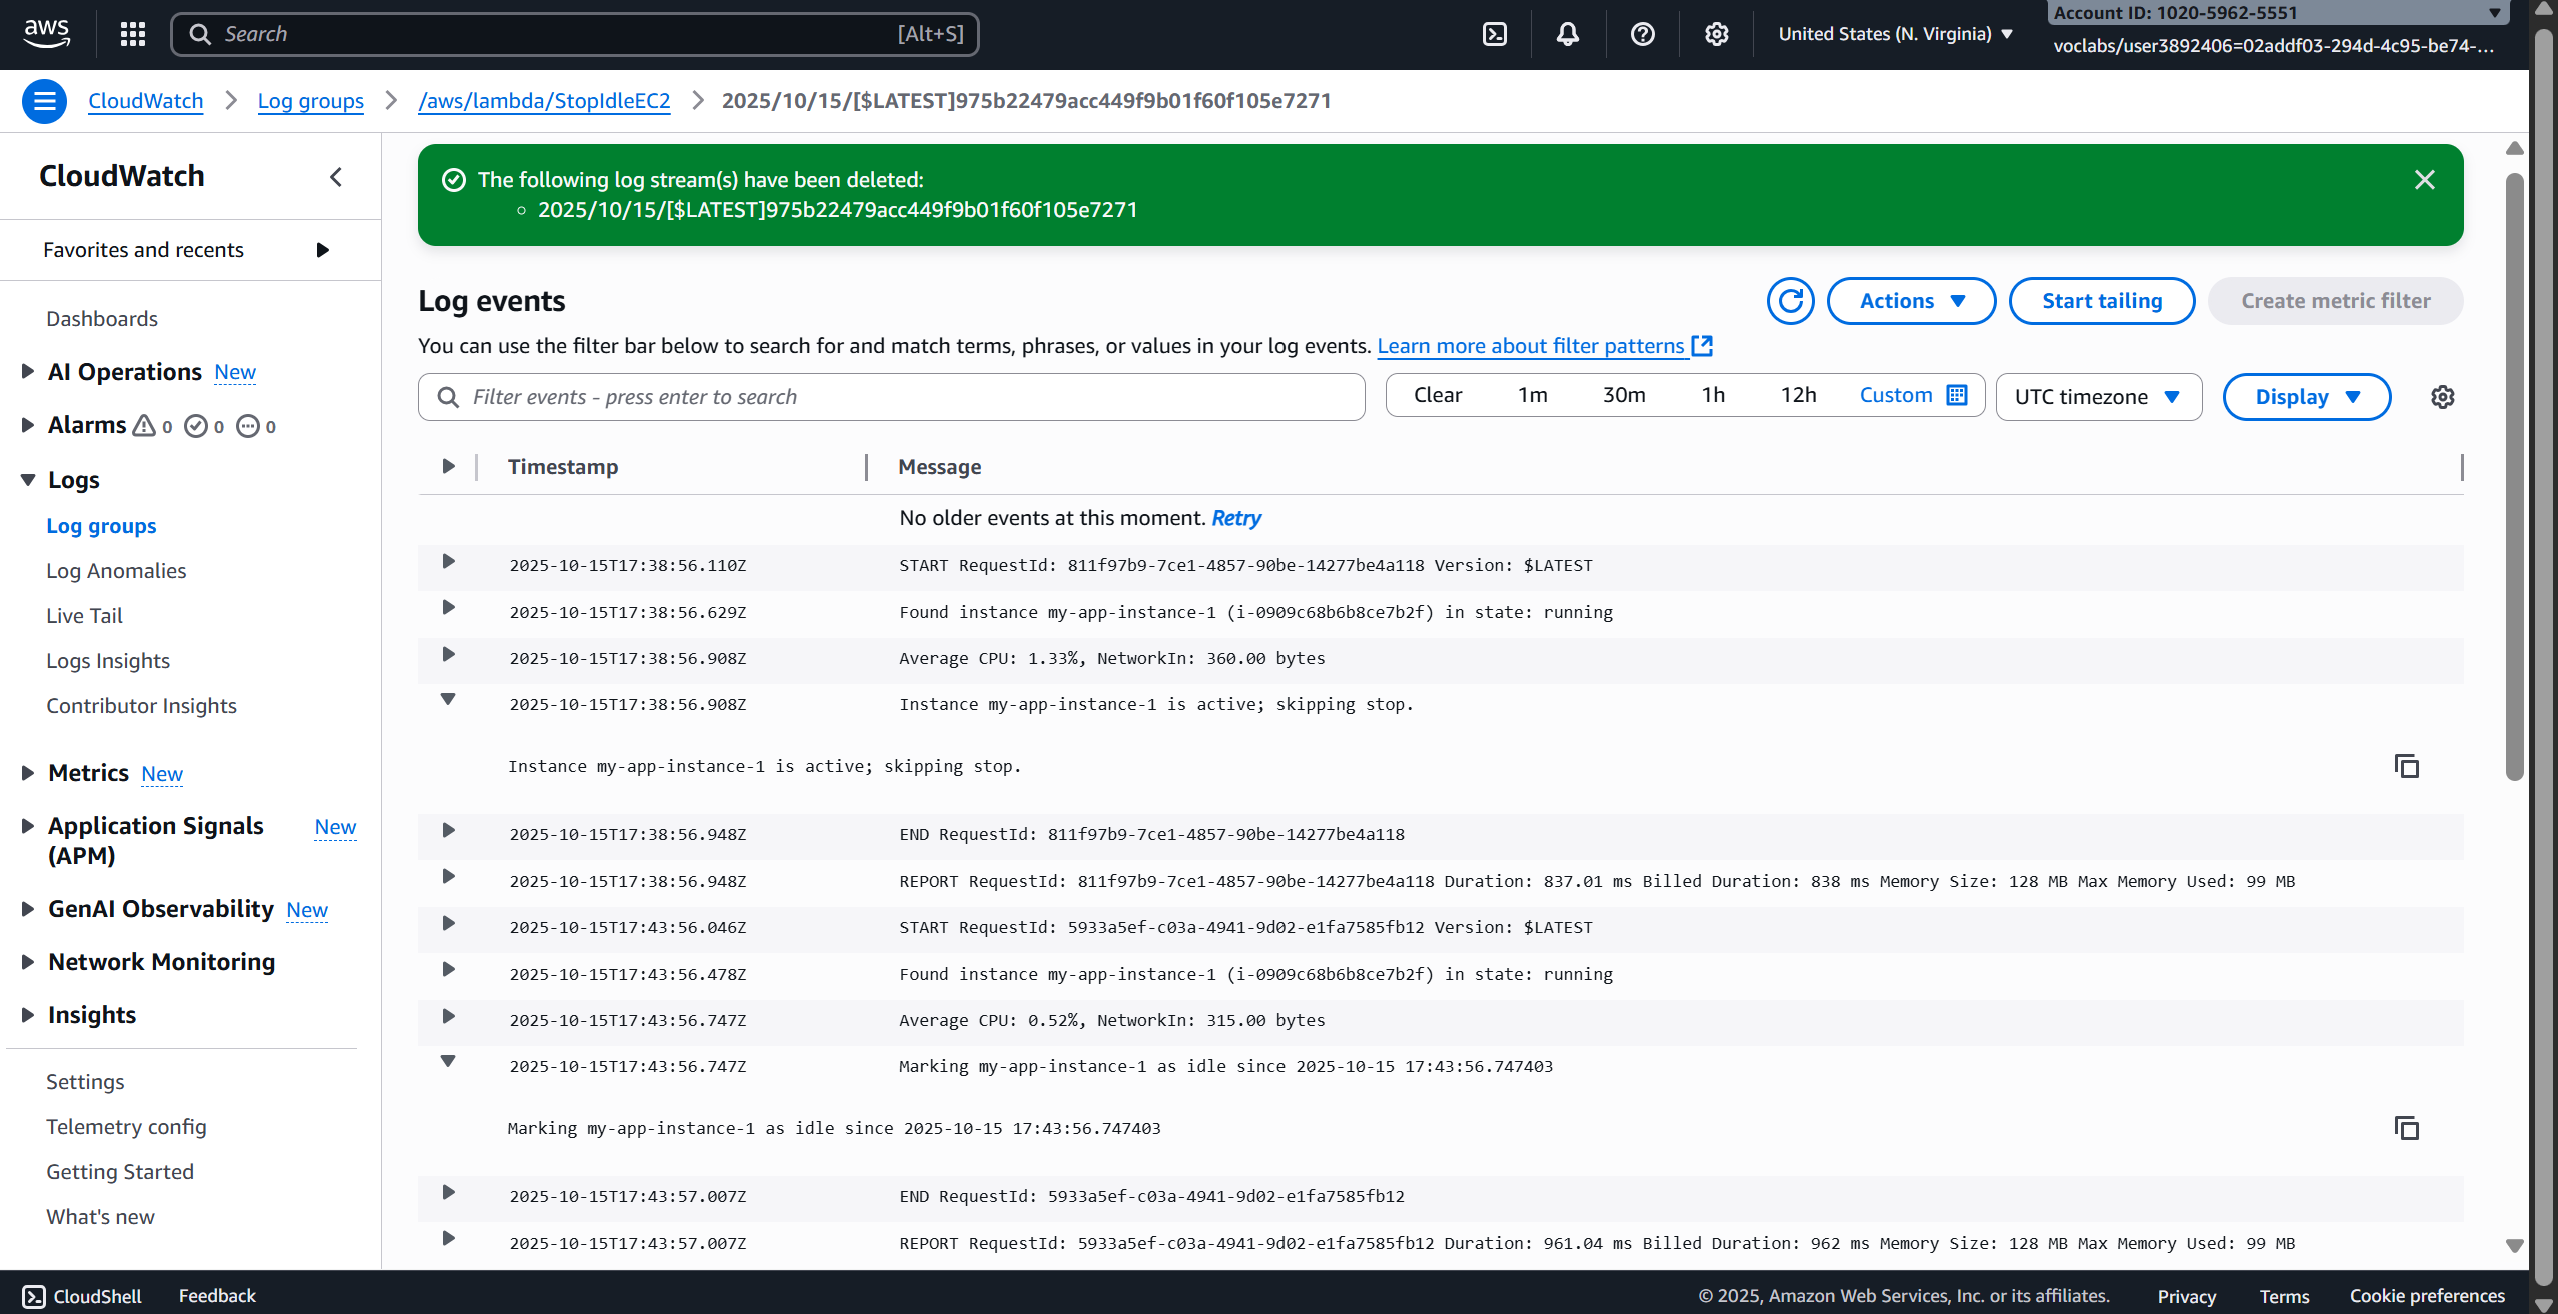 aws
Search [Alt+S]
United States (N. Virginia)
Account ID: 1020-5962-5551
voclabs/user3892406=02addf03-294d-4c95-be74-...
CloudWatch > Log groups > /aws/lambda/StopIdleEC2 > 2025/10/15/[$LATEST]975b22479acc449f9b01f60f105e7271
CloudWatch
Favorites and recents
Dashboards
AI Operations New
Alarms 0 0 0
Logs
Log groups
Log Anomalies
Live Tail
Logs Insights
Contributor Insights
Metrics New
Application Signals (APM) New
GenAI Observability New
Network Monitoring
Insights
Settings
Telemetry config
Getting Started
What's new
The following log stream(s) have been deleted:
2025/10/15/[$LATEST]975b22479acc449f9b01f60f105e7271
Log events
Actions
Start tailing
Create metric filter
You can use the filter bar below to search for and match terms, phrases, or values in your log events. Learn more about filter patterns
Filter events - press enter to search
Clear 1m 30m 1h 12h Custom
UTC timezone
Display
Timestamp Message
No older events at this moment. Retry
2025-10-15T17:38:56.110Z START RequestId: 811f97b9-7ce1-4857-90be-14277be4a118 Version: $LATEST
2025-10-15T17:38:56.629Z Found instance my-app-instance-1 (i-0909c68b6b8ce7b2f) in state: running
2025-10-15T17:38:56.908Z Average CPU: 1.33%, NetworkIn: 360.00 bytes
2025-10-15T17:38:56.908Z Instance my-app-instance-1 is active; skipping stop.
Instance my-app-instance-1 is active; skipping stop.
2025-10-15T17:38:56.948Z END RequestId: 811f97b9-7ce1-4857-90be-14277be4a118
2025-10-15T17:38:56.948Z REPORT RequestId: 811f97b9-7ce1-4857-90be-14277be4a118 Duration: 837.01 ms Billed Duration: 838 ms Memory Size: 128 MB Max Memory Used: 99 MB
2025-10-15T17:43:56.046Z START RequestId: 5933a5ef-c03a-4941-9d02-e1fa7585fb12 Version: $LATEST
2025-10-15T17:43:56.478Z Found instance my-app-instance-1 (i-0909c68b6b8ce7b2f) in state: running
2025-10-15T17:43:56.747Z Average CPU: 0.52%, NetworkIn: 315.00 bytes
2025-10-15T17:43:56.747Z Marking my-app-instance-1 as idle since 2025-10-15 17:43:56.747403
Marking my-app-instance-1 as idle since 2025-10-15 17:43:56.747403
2025-10-15T17:43:57.007Z END RequestId: 5933a5ef-c03a-4941-9d02-e1fa7585fb12
2025-10-15T17:43:57.007Z REPORT RequestId: 5933a5ef-c03a-4941-9d02-e1fa7585fb12 Duration: 961.04 ms Billed Duration: 962 ms Memory Size: 128 MB Max Memory Used: 99 MB
CloudShell Feedback © 2025, Amazon Web Services, Inc. or its affiliates. Privacy Terms Cookie preferences